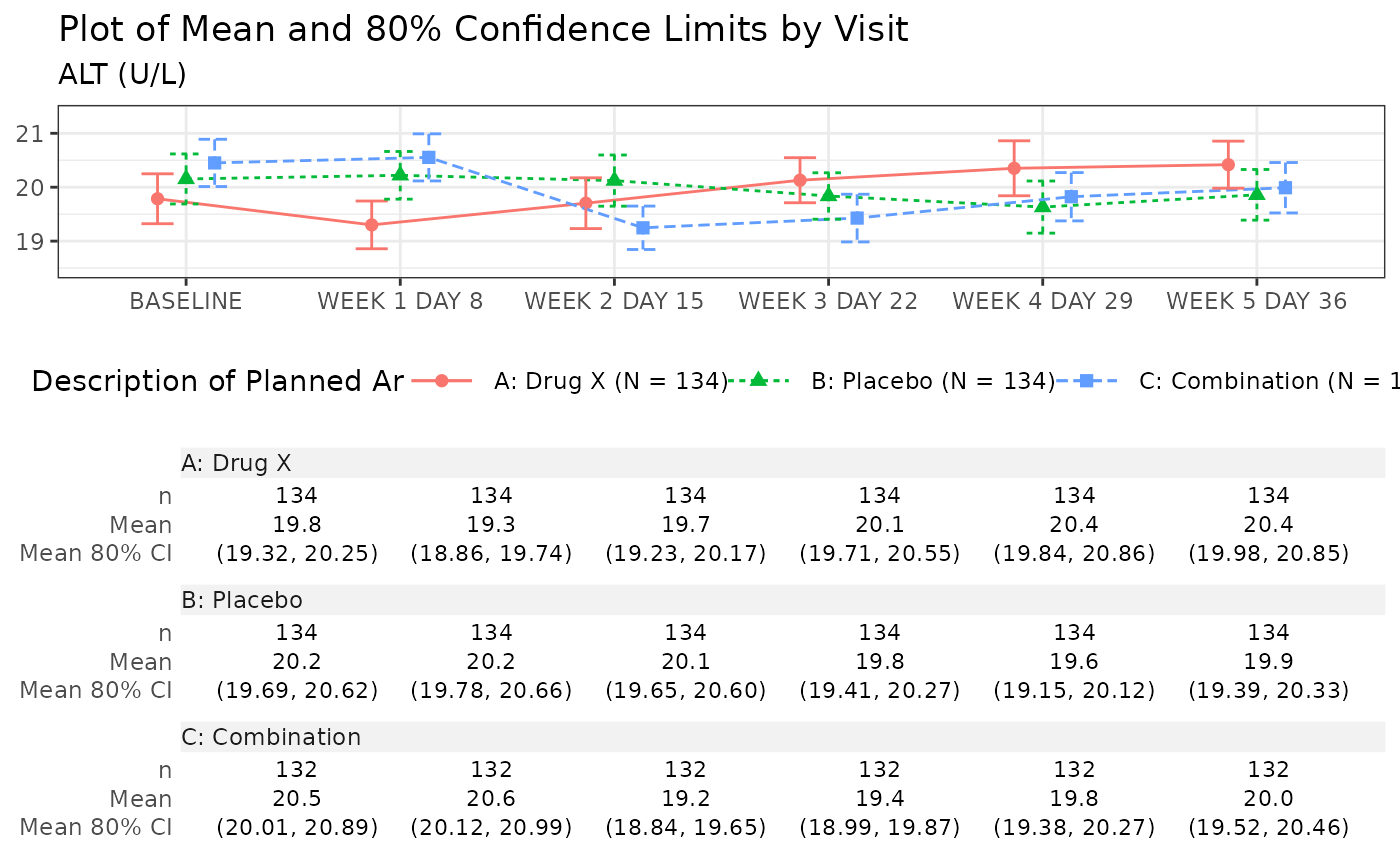 Plot of Mean and 80% Confidence Limits by Visit
ALT (U/L)
21
20
19
BASELINE WEEK 1 DAY 8 WEEK 2 DAY 15 WEEK 3 DAY 22 WEEK 4 DAY 29 WEEK 5 DAY 36
Description of Planned Ar A: Drug X (N = 134) B: Placebo (N = 134) C: Combination (N = 1
A: Drug X
n 134 134 134 134 134 134
Mean 19.8 19.3 19.7 20.1 20.4 20.4
Mean 80% CI (19.32, 20.25) (18.86, 19.74) (19.23, 20.17) (19.71, 20.55) (19.84, 20.86) (19.98, 20.85)
B: Placebo
n 134 134 134 134 134 134
Mean 20.2 20.2 20.1 19.8 19.6 19.9
Mean 80% CI (19.69, 20.62) (19.78, 20.66) (19.65, 20.60) (19.41, 20.27) (19.15, 20.12) (19.39, 20.33)
C: Combination
n 132 132 132 132 132 132
Mean 20.5 20.6 19.2 19.4 19.8 20.0
Mean 80% CI (20.01, 20.89) (20.12, 20.99) (18.84, 19.65) (18.99, 19.87) (19.38, 20.27) (19.52, 20.46)